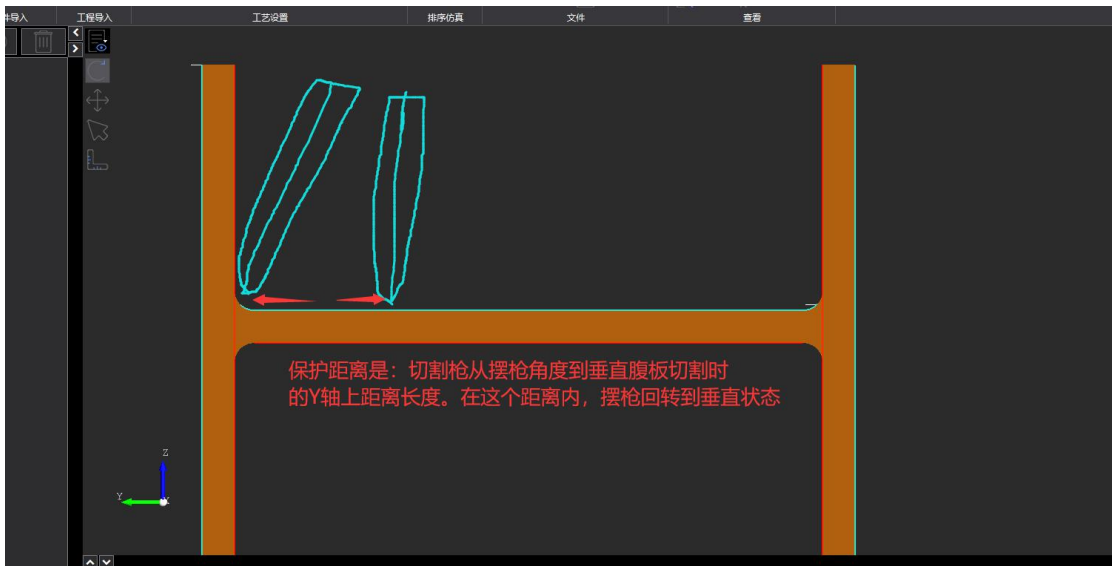 件导入
工程导入
工艺设置
排序仿真
文件
查看
保护距离是：切割枪从摆枪角度到垂直腹板切割时
的Y轴上距离长度。在这个距离内，摆枪回转到垂直状态
Z
Y
X